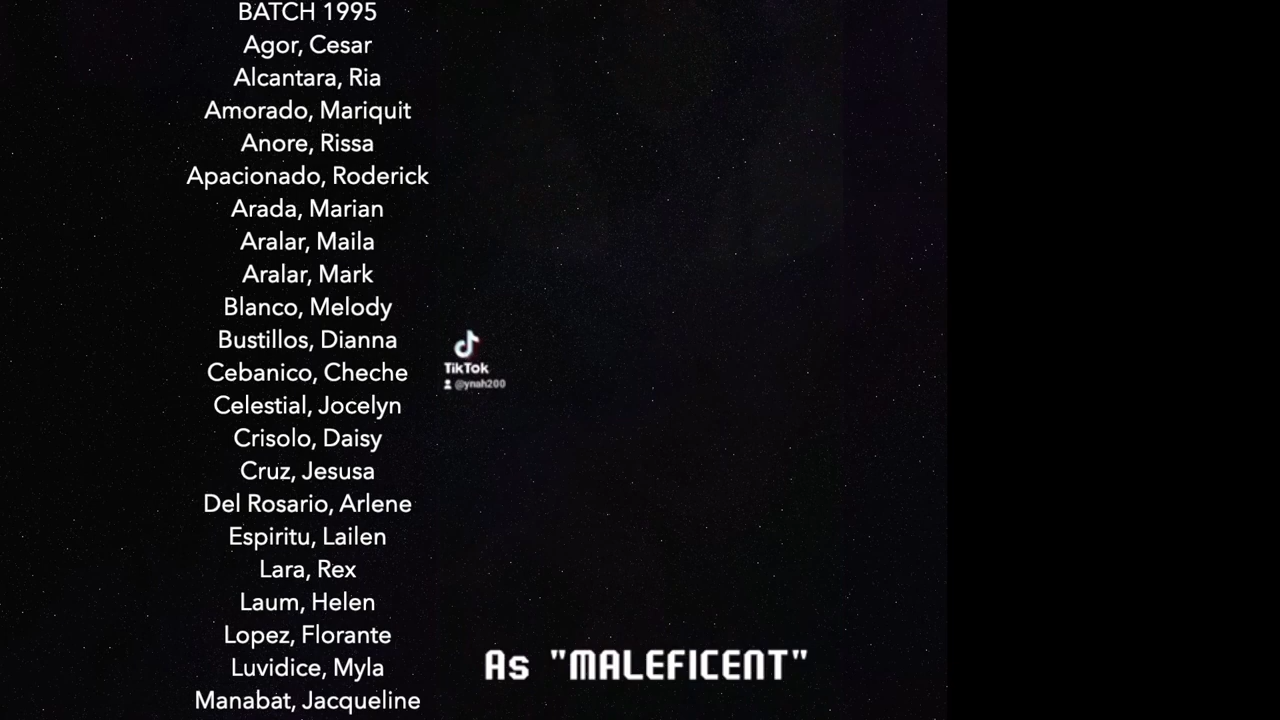 BATCH 1995
Agor, Cesar
Alcantara, Ria
Amorado, Mariquit
Anore, Rissa
Apacionado, Roderick
Arada, Marian
Aralar, Maila
Aralar, Mark
Blanco, Melody
Bustillos, Dianna
Cebanico, Cheche
Celestial, Jocelyn
Crisolo, Daisy
Cruz, Jesusa
Del Rosario, Arlene
Espiritu, Lailen
Lara, Rex
Laum, Helen
Lopez, Florante
Luvidice, Myla
Manabat, Jacqueline
TikTok
@ynah200
As "MALEFICENT"